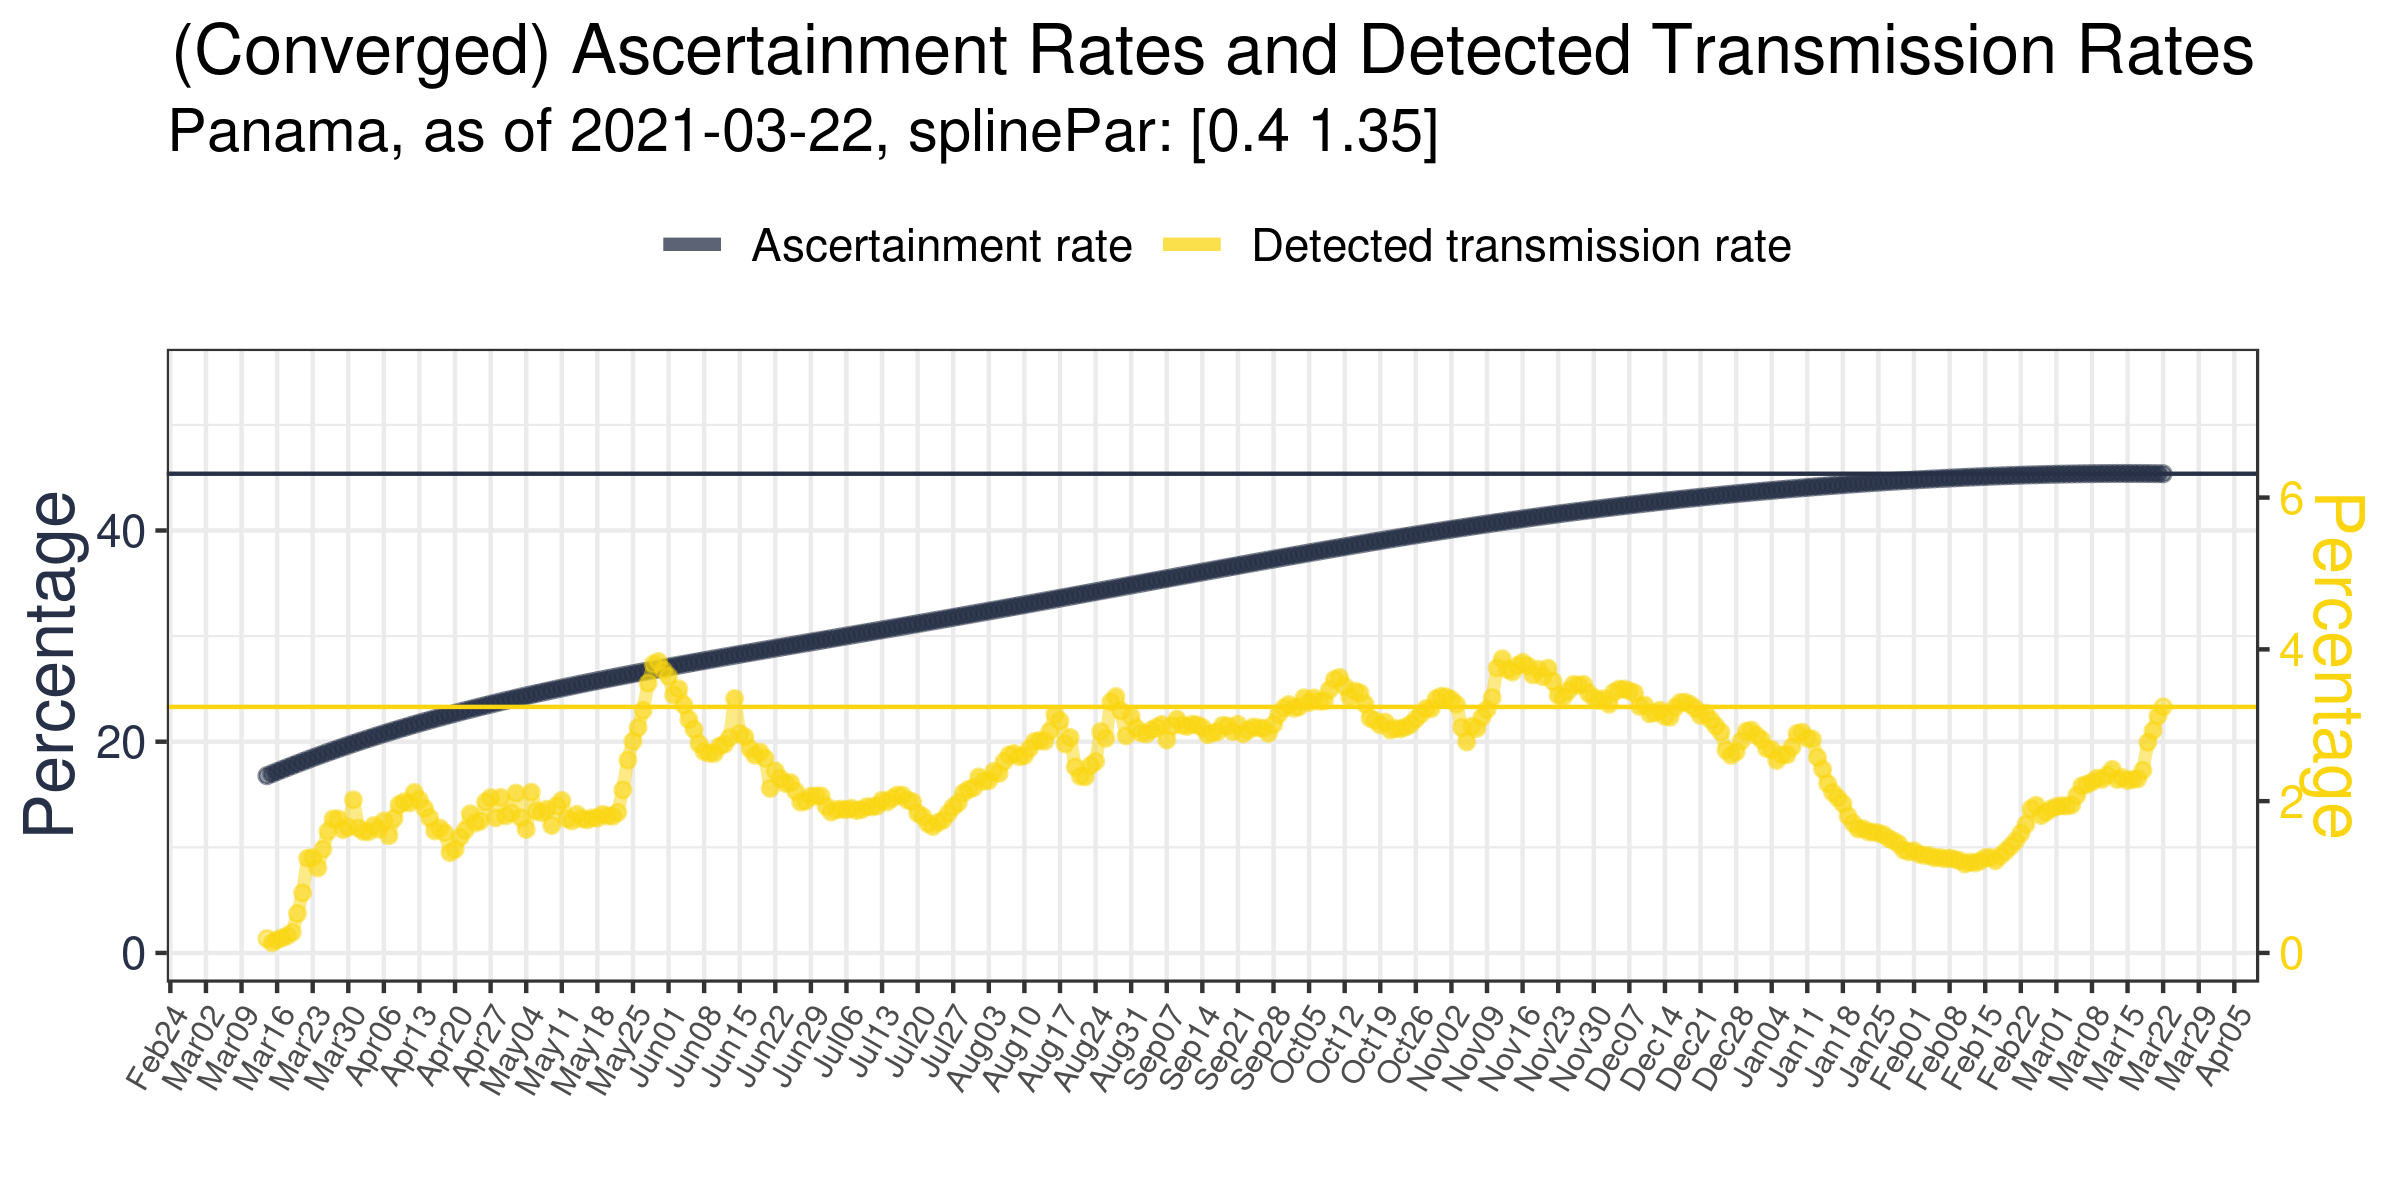 (Converged) Ascertainment Rates and Detected Transmission Rates
Panama, as of 2021-03-22, splinePar: [0.4 1.35]
Ascertainment rate
Detected transmission rate
Percentage
40
20
0
6
4
2
0
Percentage
Feb24
Mar02
Mar09
Mar16
Mar23
Mar30
Apr06
Apr13
Apr20
Apr27
May04
May11
May18
May25
Jun01
Jun08
Jun15
Jun22
Jun29
Jul06
Jul13
Jul20
Jul27
Aug03
Aug10
Aug17
Aug24
Aug31
Sep07
Sep14
Sep21
Sep28
Oct05
Oct12
Oct19
Oct26
Nov02
Nov09
Nov16
Nov23
Nov30
Dec07
Dec14
Dec21
Dec28
Jan04
Jan11
Jan18
Jan25
Feb01
Feb08
Feb15
Feb22
Mar01
Mar08
Mar15
Mar22
Mar29
Apr05